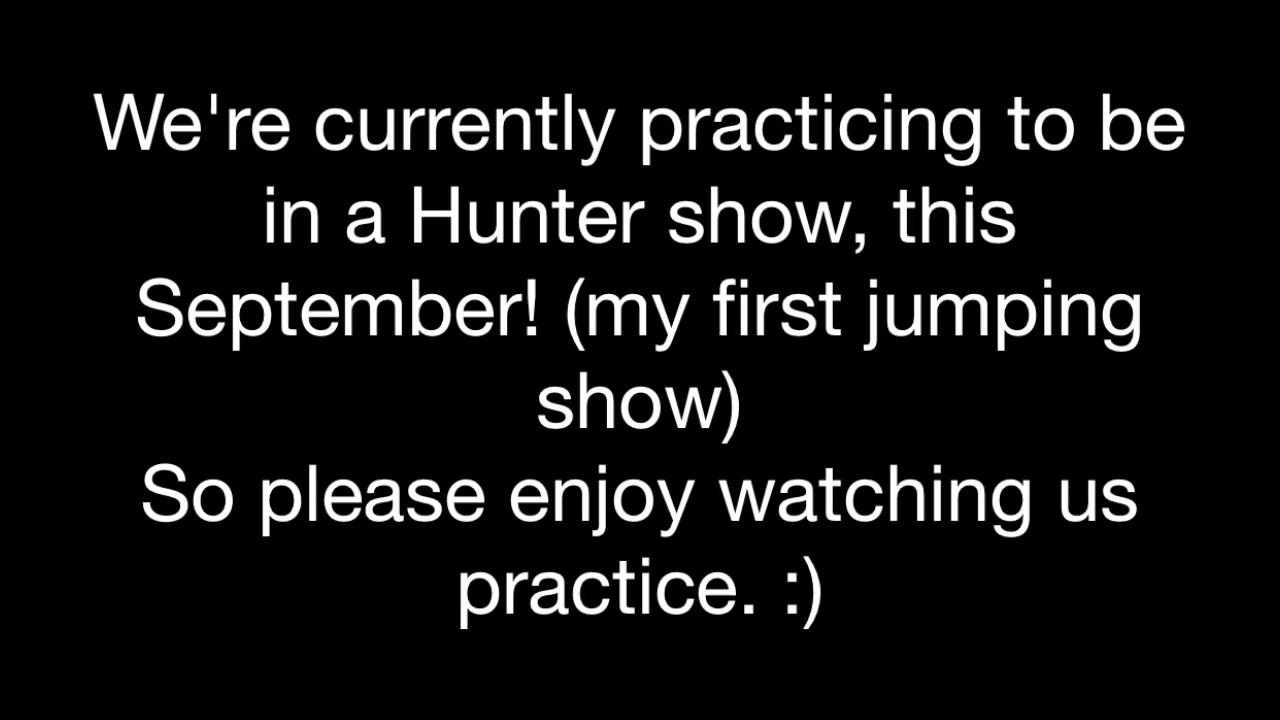 We're currently practicing to be
in a Hunter show, this
September! (my first jumping
show)
So please enjoy watching us
practice. :)